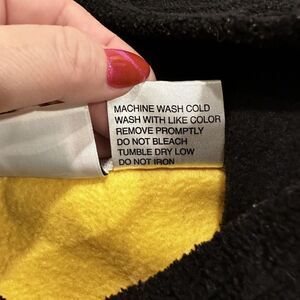 MACHINE WASH COLD
WASH WITH LIKE COLOR
REMOVE PROMPTLY
DO NOT BLEACH
TUMBLE DRY LOW
DO NOT IRON